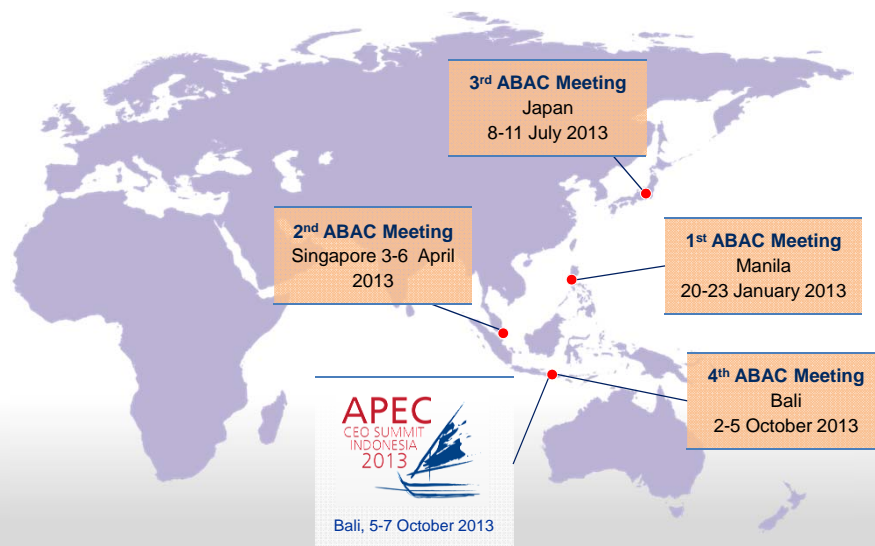 3rd ABAC Meeting
Japan
8-11 July 2013
2nd ABAC Meeting
Singapore 3-6 April
2013
1st ABAC Meeting
Manila
20-23 January 2013
4th ABAC Meeting
Bali
2-5 October 2013
APEC
CEO SUMMIT
INDONESIA
2013
Bali, 5-7 October 2013